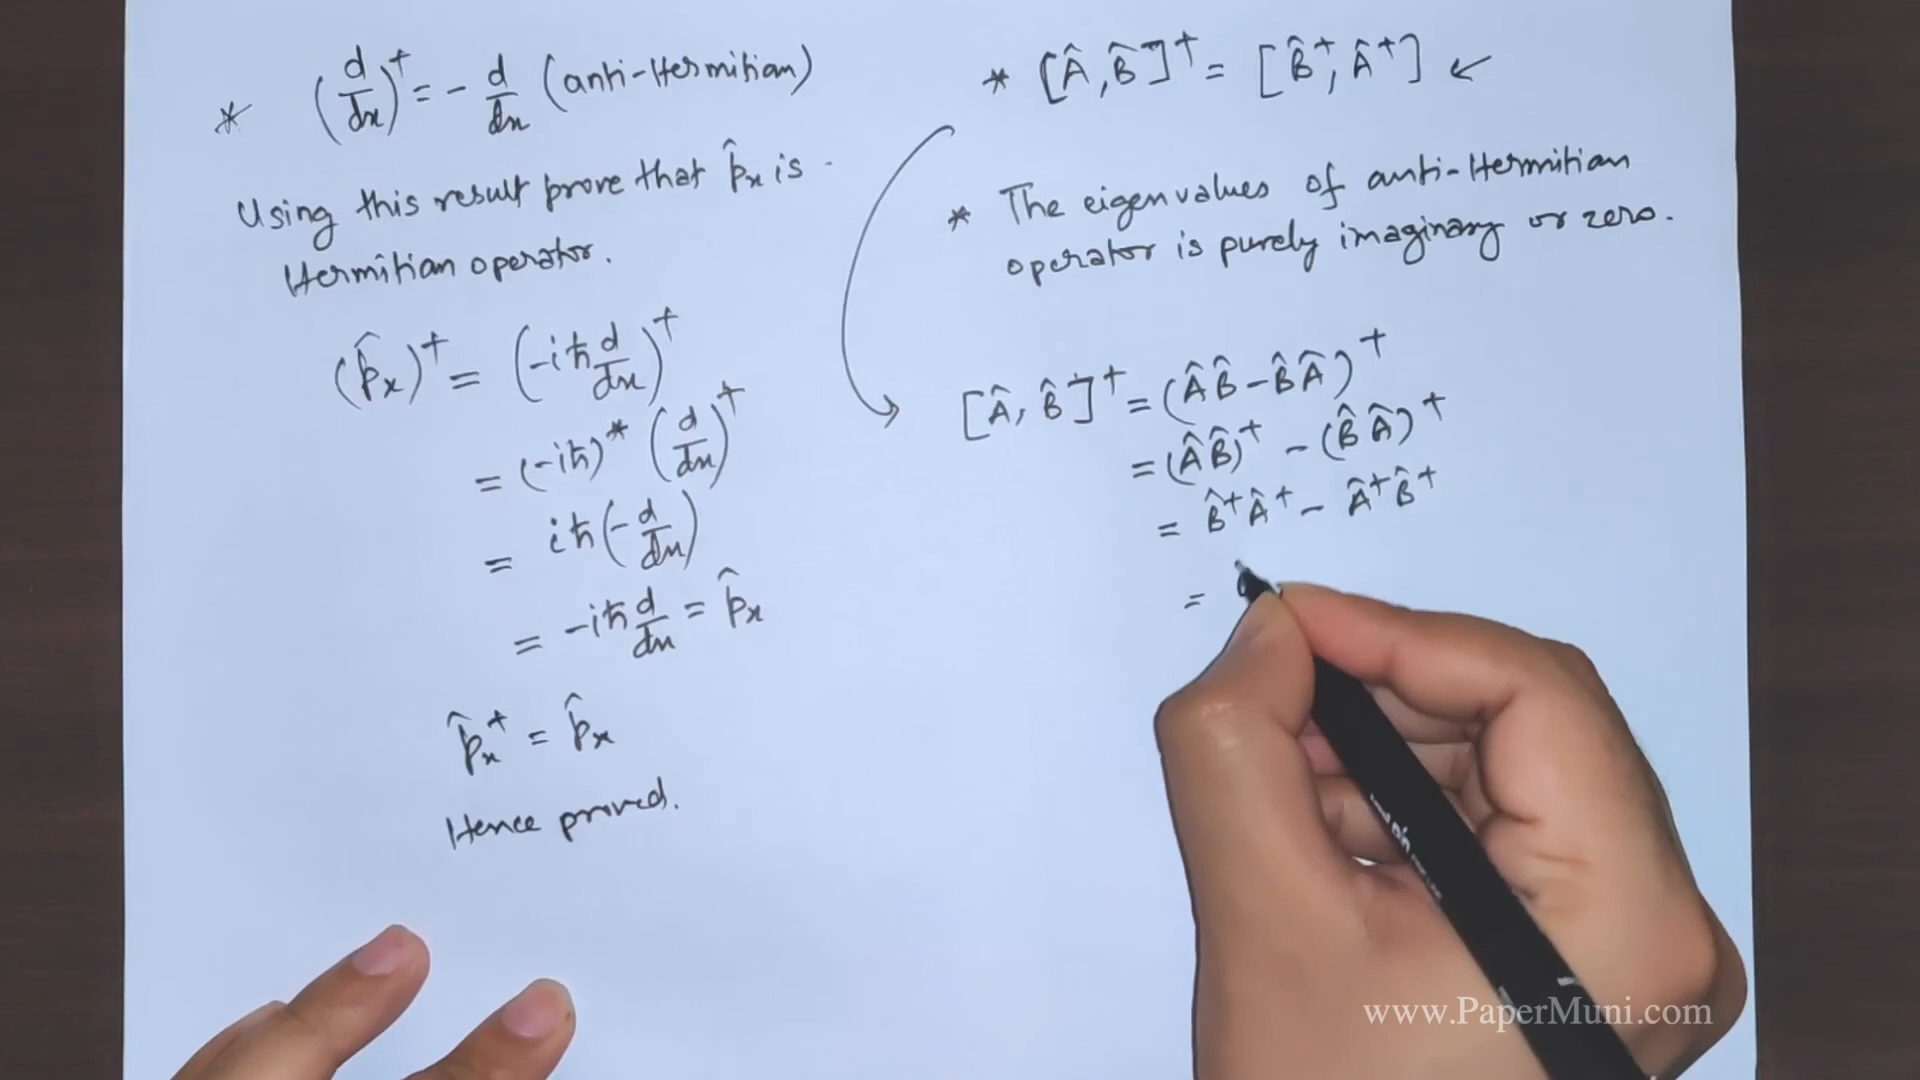 * (d/dx)† = - d/dx (anti-Hermitian)
Using this result prove that p̂x is
Hermitian operator.
(p̂x)† = (-iħ d/dx)†
= (-iħ)* (d/dx)†
= iħ(-d/dx)
= -iħ d/dx = p̂x
p̂x† = p̂x
Hence proved.
* [Â, B̂]† = [B̂†, Â†] ↙
* The eigenvalues of anti-Hermitian
operator is purely imaginary or zero.
[Â, B̂]† = (ÂB̂ - B̂Â)†
= (ÂB̂)† - (B̂Â)†
= B̂†Â† - †B̂†
=
www.PaperMuni.com